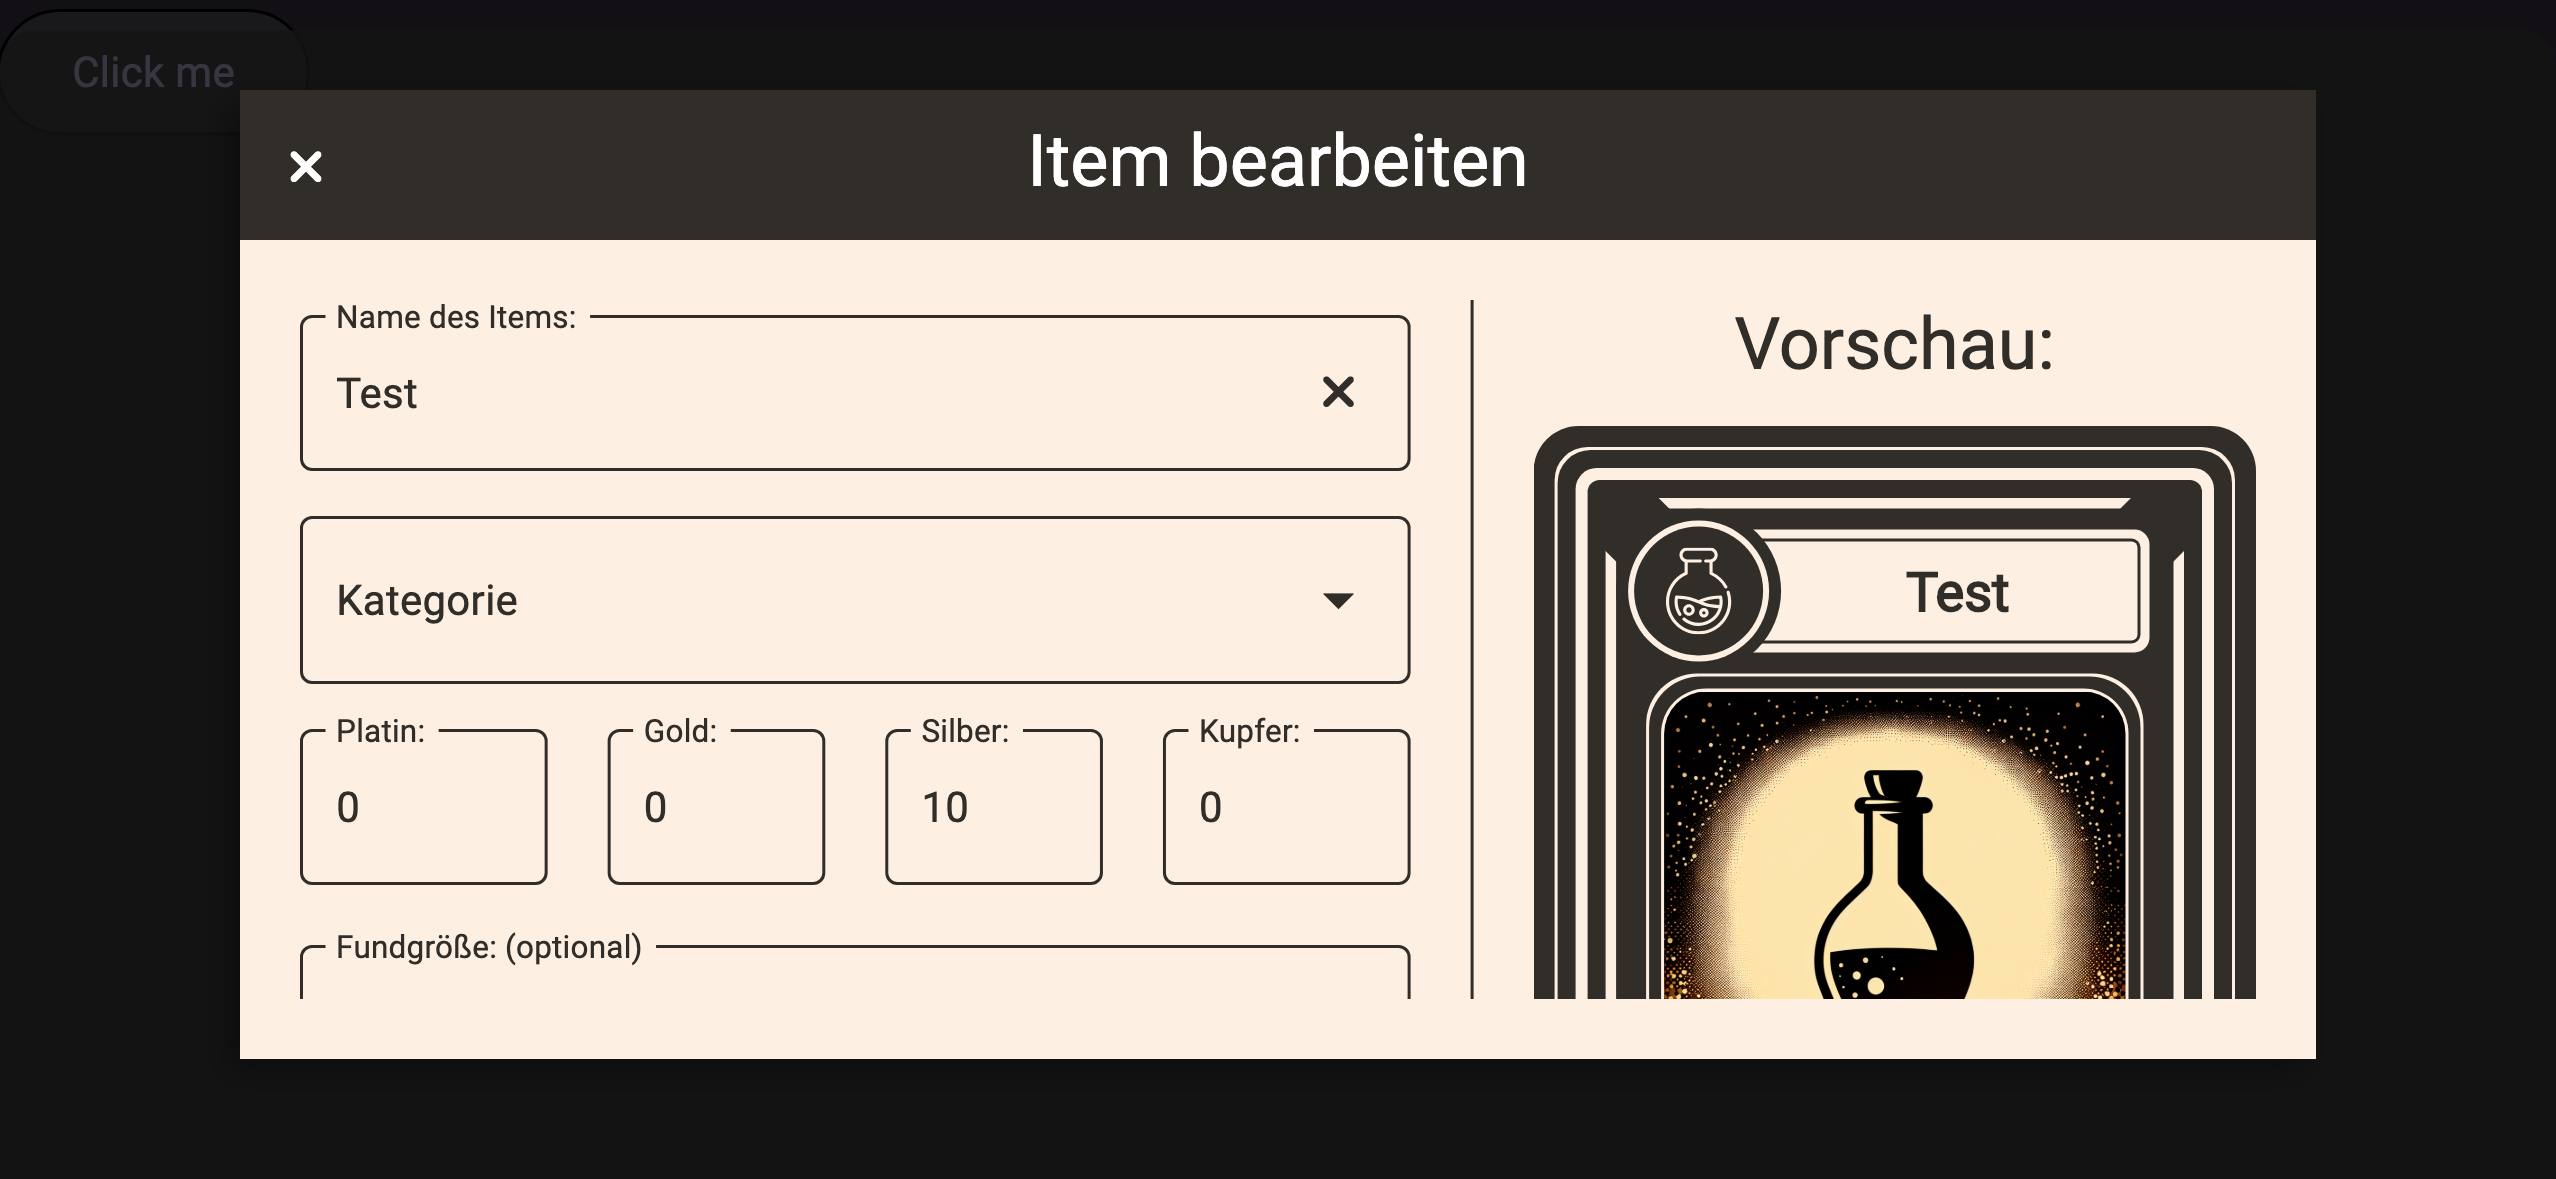 Click me
Item bearbeiten
Name des Items:
Test
Kategorie
Platin:
0
Gold:
0
Silber:
10
Kupfer:
0
Fundgröße: (optional)
Vorschau:
Test